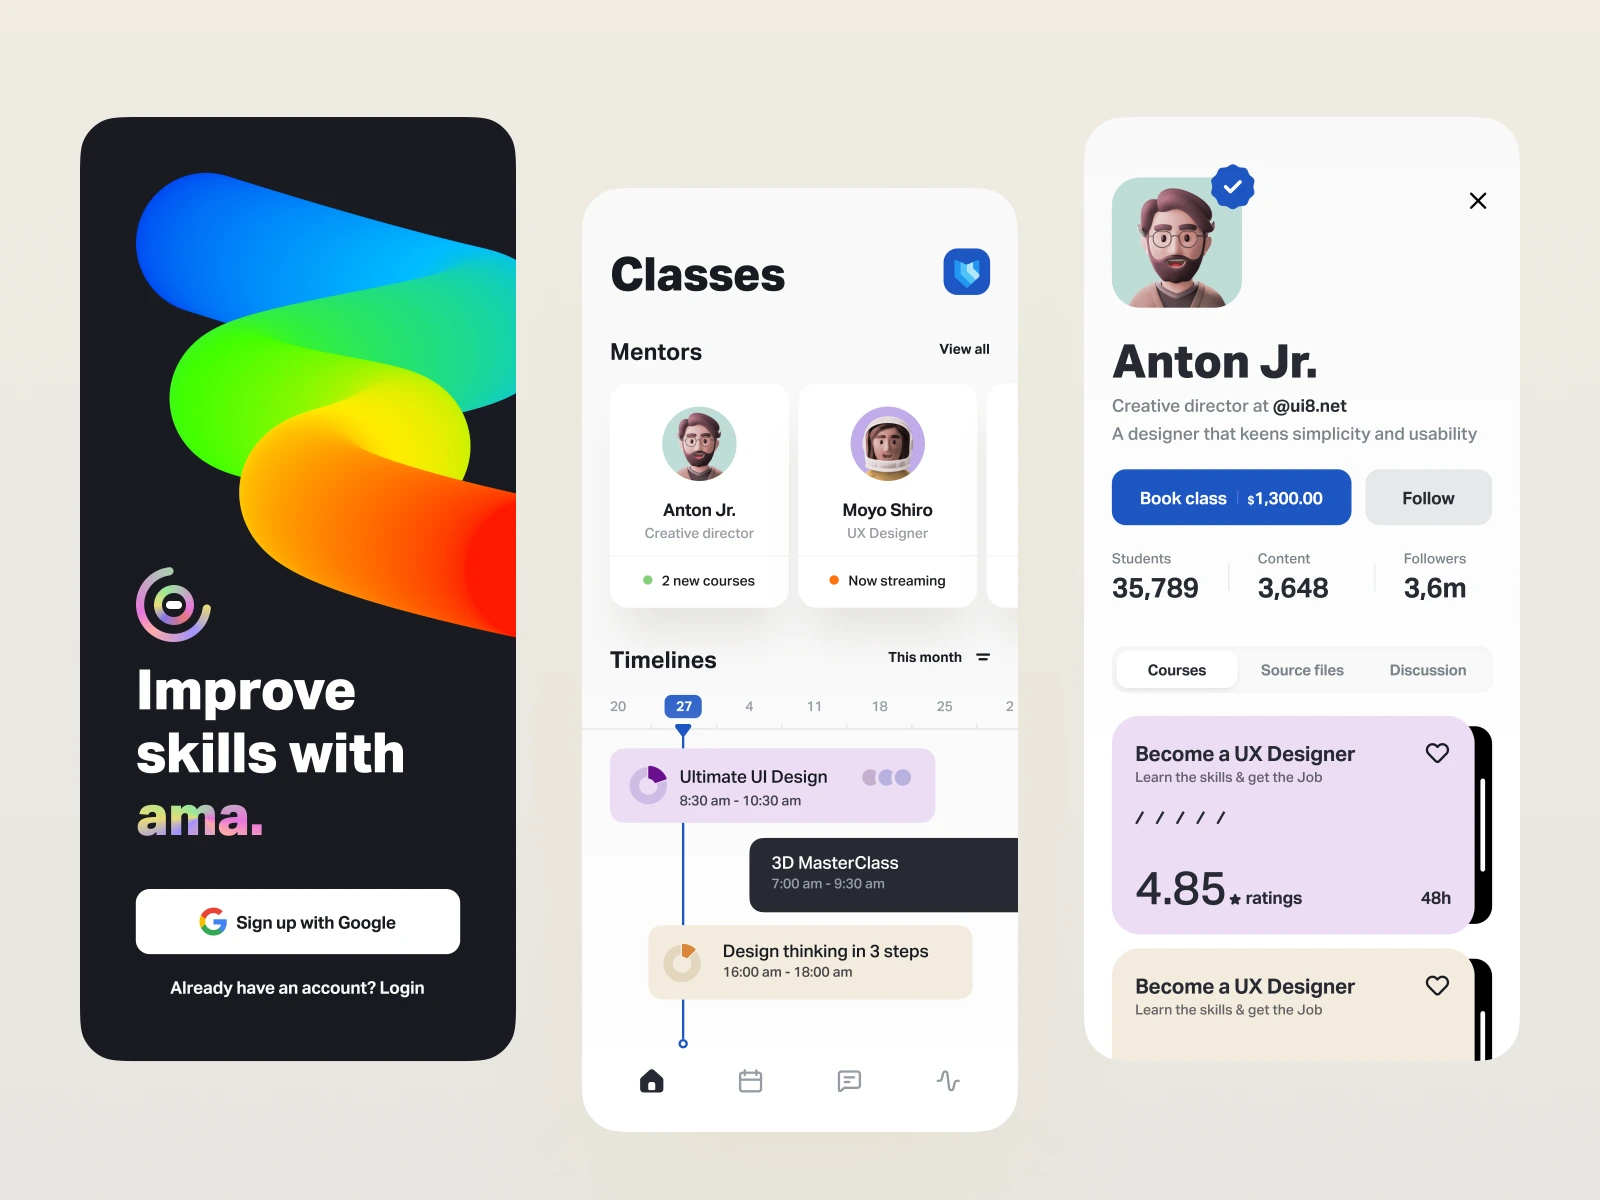 Improve
skills with
ama.
Sign up with Google
Already have an account? Login
Classes
Mentors
View all
Anton Jr.
Creative director
2 new courses
Moyo Shiro
UX Designer
Now streaming
Timelines
This month
20 27 4 11 18 25 2
Ultimate UI Design
8:30 am - 10:30 am
3D MasterClass
7:00 am - 9:30 am
Design thinking in 3 steps
16:00 am - 18:00 am
Anton Jr.
Creative director at @ui8.net
A designer that keens simplicity and usability
Book class $1,300.00
Follow
Students Content Followers
35,789 3,648 3,6m
Courses Source files Discussion
Become a UX Designer
Learn the skills & get the Job
4.85 ★ ratings
48h
Become a UX Designer
Learn the skills & get the Job